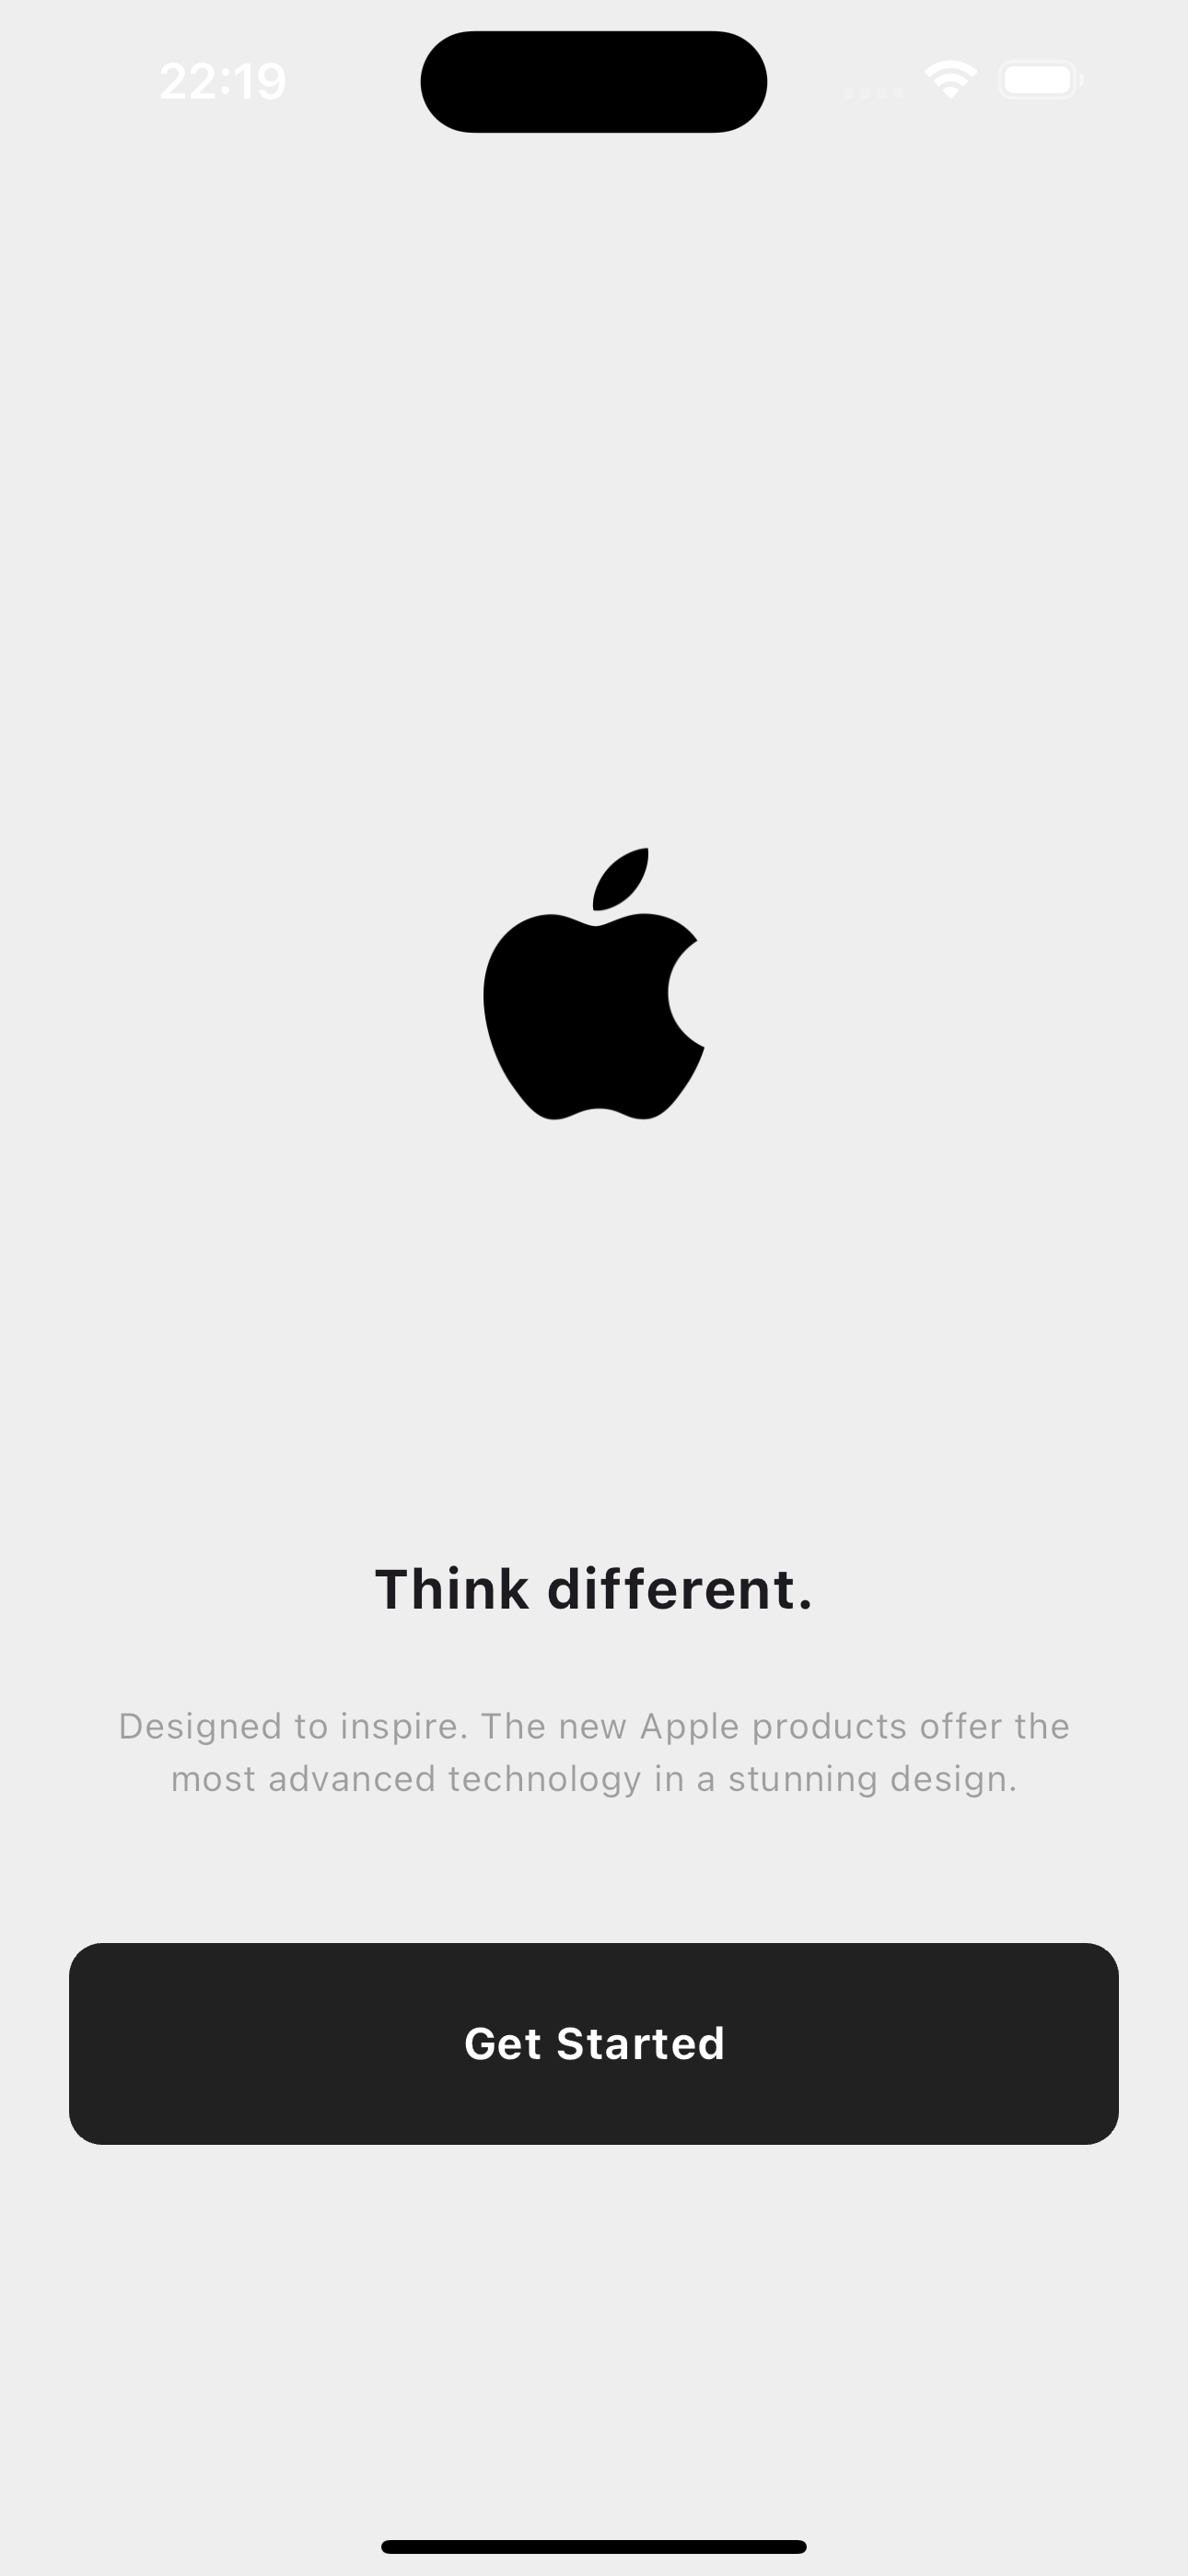 22:19
Think different.
Designed to inspire. The new Apple products offer the
most advanced technology in a stunning design.
Get Started